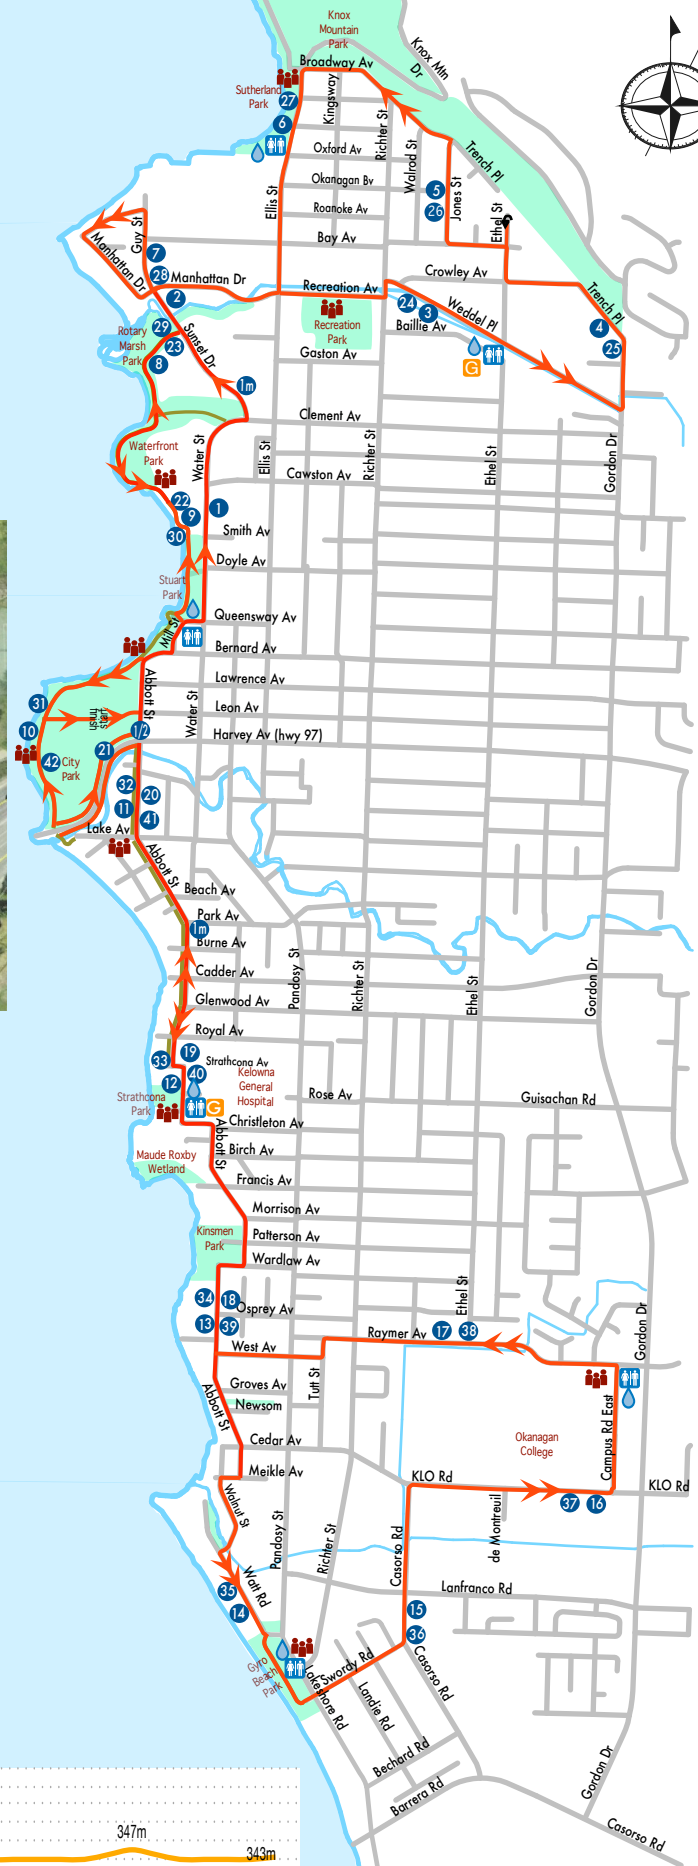 Knox
Mountain
Park
Knox Mtn
Dr
Broadway Av
Sutherland
Park
27
Kingsway
Richter St
6
Oxford Av
Walrod St
Trench Pl
Okanagan Bv
5
Jones St
Ellis St
Roanoke Av
26
Ethel St
Guy St
Bay Av
Manhattan Dr
7
28
Manhattan Dr
Crowley Av
2
Recreation Av
Trench Pl
24
3
Weddel Pl
Baillie Av
4
25
Rotary
Marsh
Park
29
23
8
Sunset Dr
Recreation
Park
Gaston Av
G
1m
Clement Av
Waterfront
Park
Water St
Ellis St
Richter St
Ethel St
Gordon Dr
Cawston Av
22
9
1
30
Smith Av
Doyle Av
Stuart
Park
Queensway Av
Mill St
Bernard Av
Lawrence Av
Abbott St
Water St
Leon Av
31
finish
start
10
1/2
Harvey Av (hwy 97)
21
42
City
Park
32
20
11
41
Lake Av
Abbott St
Beach Av
Park Av
1m
Burne Av
Cadder Av
Pandosy St
Richter St
Ethel St
Gordon Dr
Glenwood Av
Royal Av
33
19
Strathcona Av
12
40
Kelowna
General
Hospital
Strathcona
Park
G
Rose Av
Guisachan Rd
Christleton Av
Abbott St
Birch Av
Maude Roxby
Wetland
Francis Av
Morrison Av
Kinsmen
Park
Patterson Av
Wardlaw Av
34
18
Osprey Av
Ethel St
13
39
Raymer Av
17
38
Gordon Dr
West Av
Tutt St
Groves Av
Abbott St
Newsom
Campus Rd East
Okanagan
College
Cedar Av
Meikle Av
KLO Rd
KLO Rd
37
16
Walnut St
Pandosy St
Richter St
Casorso Rd
de Montreuil
Watt Rd
35
14
Lanfranco Rd
15
36
Gyro
Beach
Park
Swordy Rd
Lakeshore Rd
Casorso Rd
Landie Rd
Bechard Rd
Barrera Rd
Gordon Dr
Casorso Rd
347m
343m